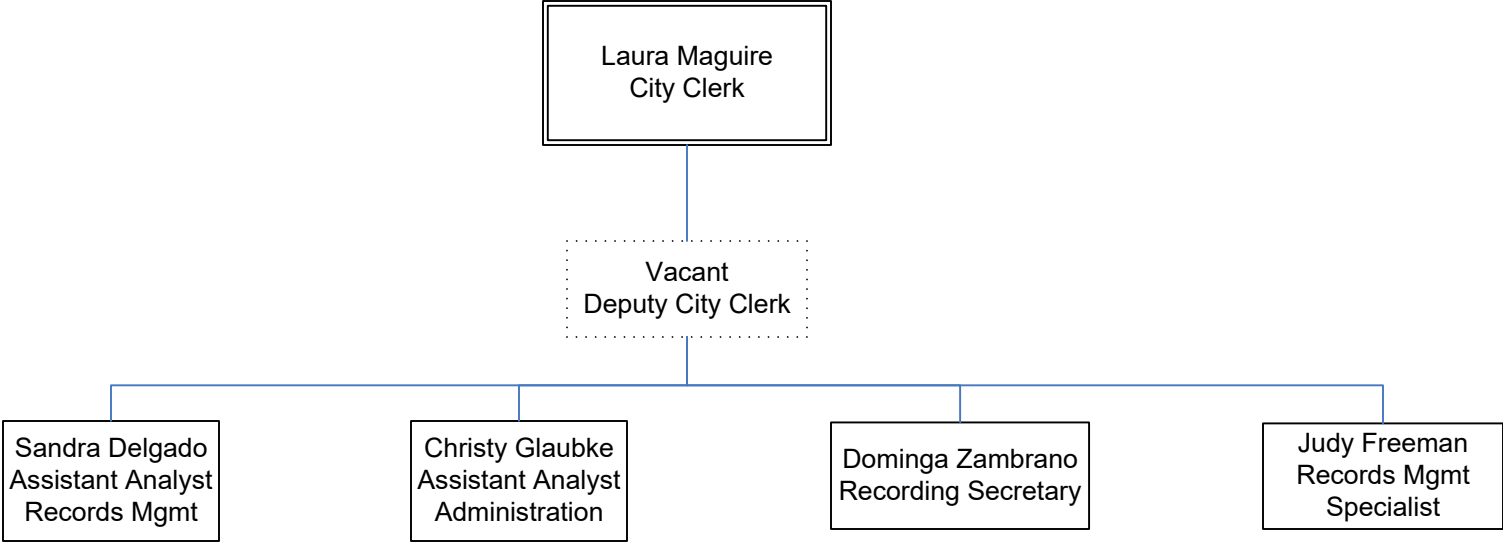 Laura Maguire
City Clerk
Vacant
Deputy City Clerk
Sandra Delgado
Assistant Analyst
Records Mgmt
Christy Glaubke
Assistant Analyst
Administration
Dominga Zambrano
Recording Secretary
Judy Freeman
Records Mgmt
Specialist